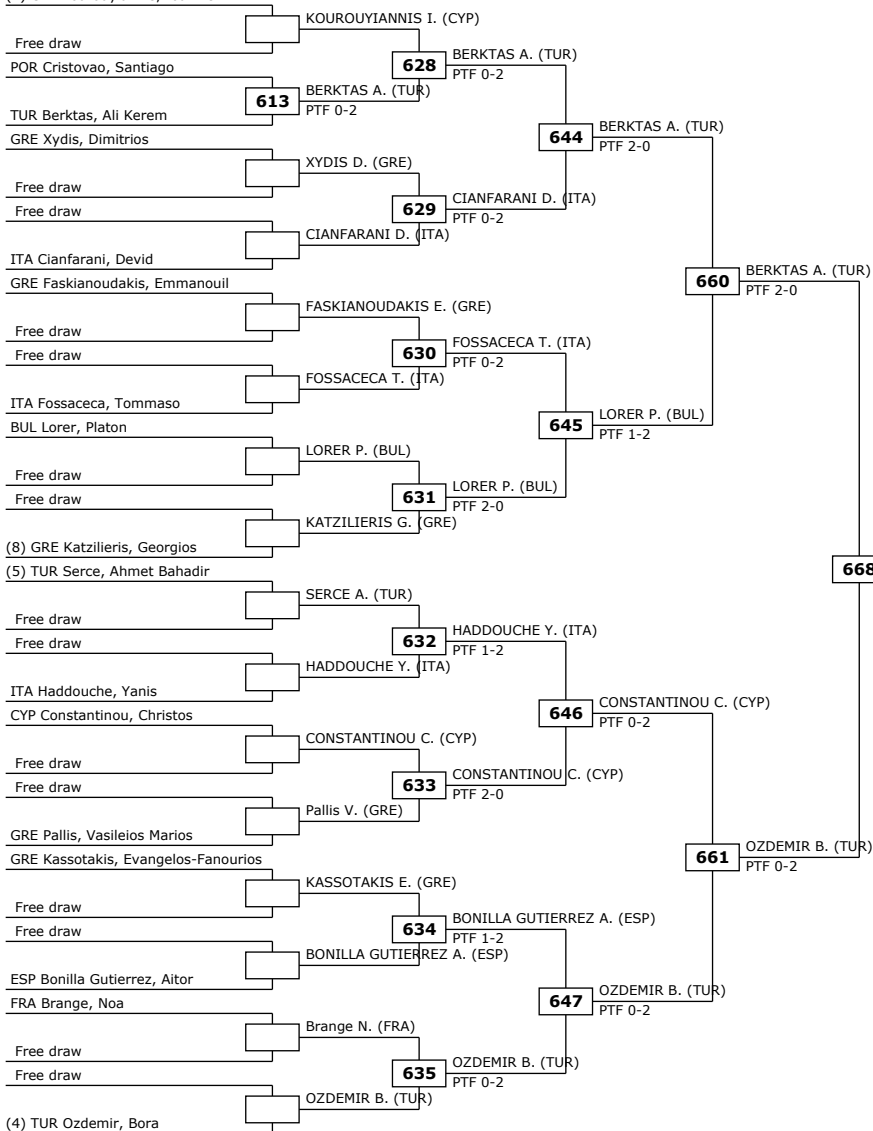 KOUROUYIANNIS I. (CYP)
Free draw
628
BERKTAS A. (TUR)
PTF 0-2
POR Cristovao, Santiago
613
BERKTAS A. (TUR)
PTF 0-2
TUR Berktas, Ali Kerem
644
BERKTAS A. (TUR)
PTF 2-0
GRE Xydis, Dimitrios
XYDIS D. (GRE)
Free draw
629
CIANFARANI D. (ITA)
PTF 0-2
Free draw
CIANFARANI D. (ITA)
ITA Cianfarani, Devid
660
BERKTAS A. (TUR)
PTF 2-0
GRE Faskianoudakis, Emmanouil
FASKIANOUDAKIS E. (GRE)
Free draw
630
FOSSACECA T. (ITA)
PTF 0-2
Free draw
FOSSACECA T. (ITA)
ITA Fossaceca, Tommaso
645
LORER P. (BUL)
PTF 1-2
BUL Lorer, Platon
LORER P. (BUL)
Free draw
631
LORER P. (BUL)
PTF 2-0
Free draw
KATZILIERIS G. (GRE)
(8) GRE Katzilieris, Georgios
668
(5) TUR Serce, Ahmet Bahadir
SERCE A. (TUR)
Free draw
632
HADDOUCHE Y. (ITA)
PTF 1-2
Free draw
HADDOUCHE Y. (ITA)
ITA Haddouche, Yanis
646
CONSTANTINOU C. (CYP)
PTF 0-2
CYP Constantinou, Christos
CONSTANTINOU C. (CYP)
Free draw
633
CONSTANTINOU C. (CYP)
PTF 2-0
Free draw
Pallis V. (GRE)
GRE Pallis, Vasileios Marios
661
OZDEMIR B. (TUR)
PTF 0-2
GRE Kassotakis, Evangelos-Fanourios
KASSOTAKIS E. (GRE)
Free draw
634
BONILLA GUTIERREZ A. (ESP)
PTF 1-2
Free draw
BONILLA GUTIERREZ A. (ESP)
ESP Bonilla Gutierrez, Aitor
647
OZDEMIR B. (TUR)
PTF 0-2
FRA Brange, Noa
Brange N. (FRA)
Free draw
635
OZDEMIR B. (TUR)
PTF 0-2
Free draw
OZDEMIR B. (TUR)
(4) TUR Ozdemir, Bora